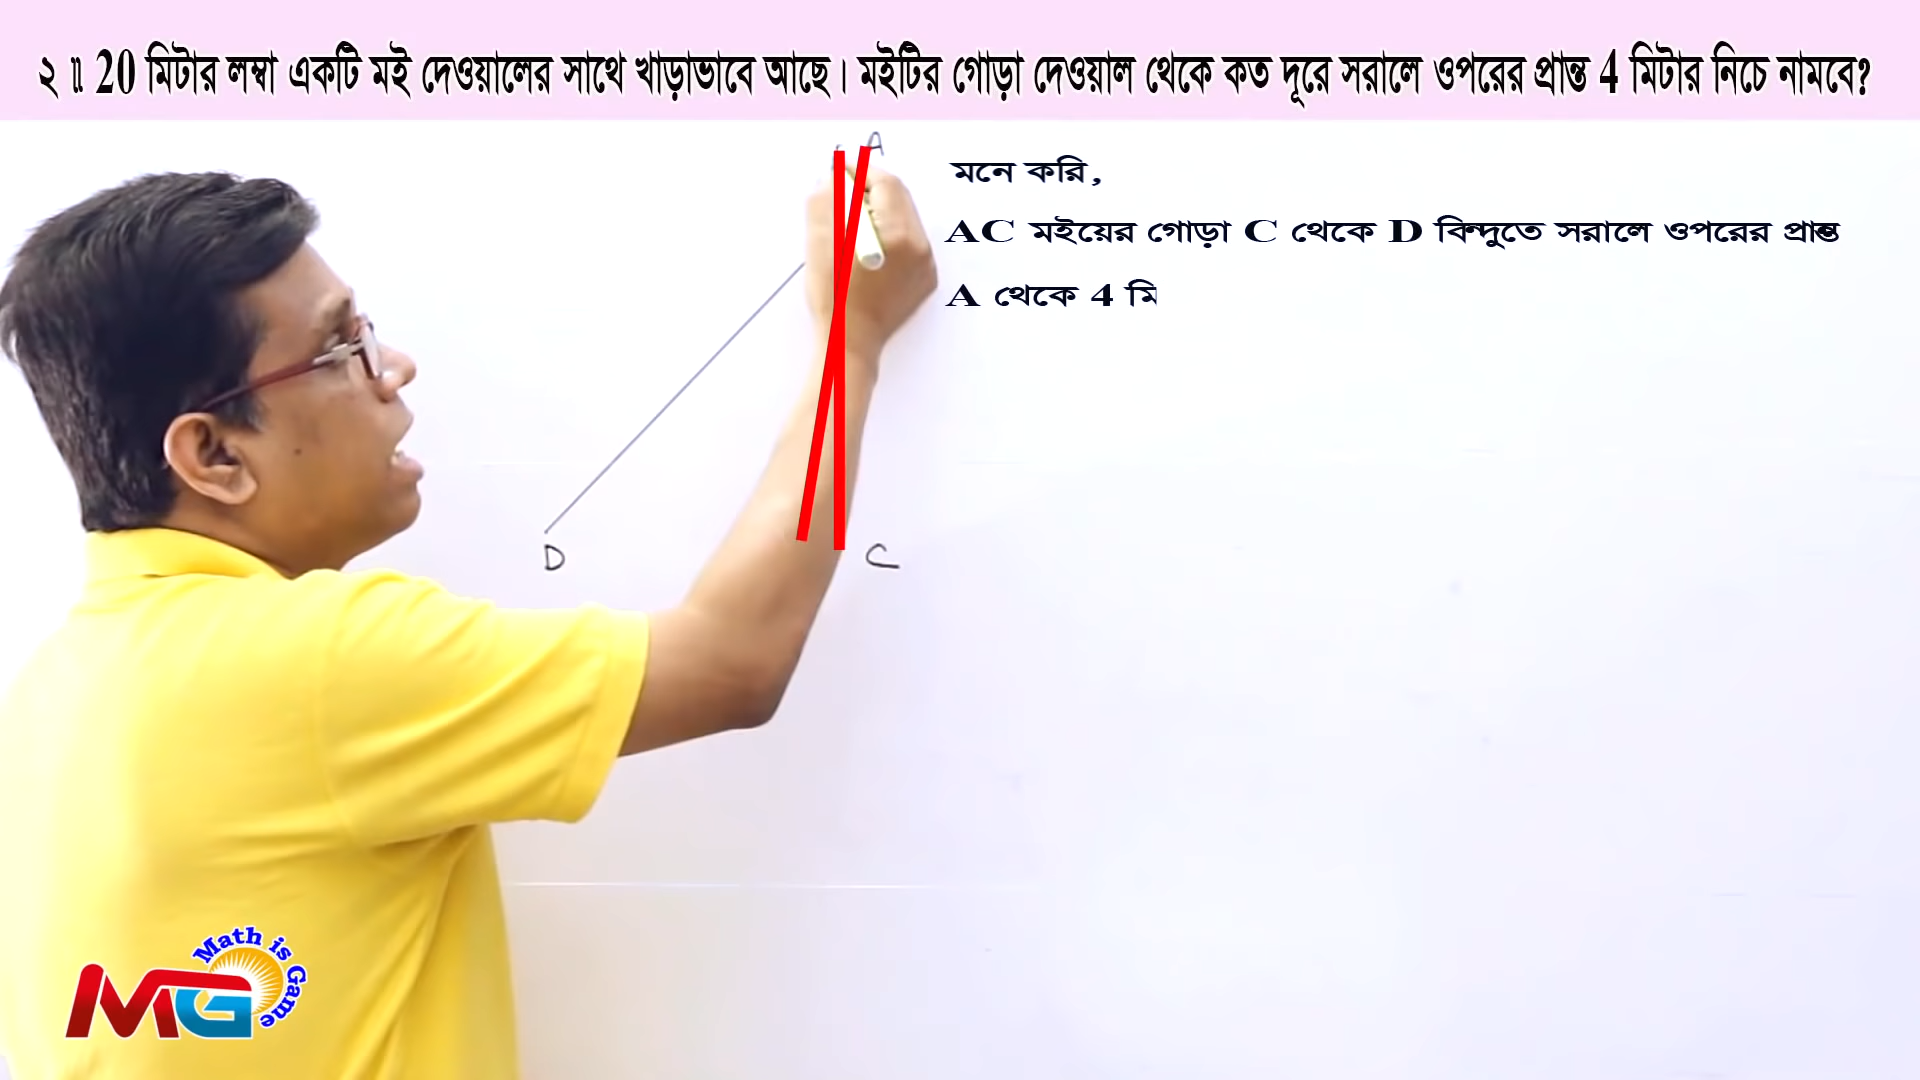 ২ ৷৷ 20 মিটার লম্বা একটি মই দেওয়ালের সাথে খাড়াভাবে আছে। মইটির গোড়া দেওয়াল থেকে কত দূরে সরালে ওপরের প্রান্ত 4 মিটার নিচে নামবে?
A
মনে করি,
AC মইয়ের গোড়া C থেকে D বিন্দুতে সরালে ওপরের প্রান্ত
A থেকে 4 মি
D
C
Math is Game
MG